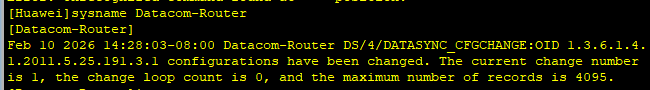 [Huawei]sysname Datacom-Router
[Datacom-Router]
Feb 10 2026 14:28:03-08:00 Datacom-Router DS/4/DATASYNC_CFGCHANGE:OID 1.3.6.1.4.
1.2011.5.25.191.3.1 configurations have been changed. The current change number
is 1, the change loop count is 0, and the maximum number of records is 4095.